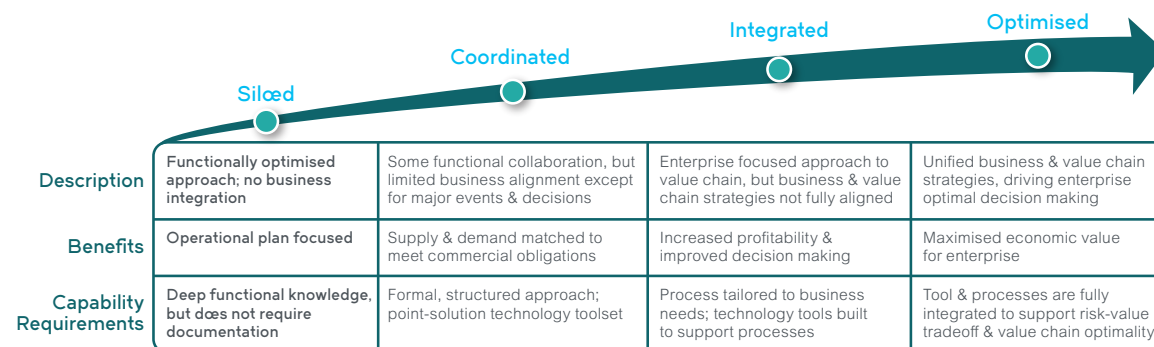 Optimised
Integrated
Coordinated
Silœd
Description
Functionally optimised
approach; no business
integration
Some functional collaboration, but
limited business alignment except
for major events & decisions
Enterprise focused approach to
value chain, but business & value
chain strategies not fully aligned
Unified business & value chain
strategies, driving enterprise
optimal decision making
Benefits
Operational plan focused
Supply & demand matched to
meet commercial obligations
Increased profitability &
improved decision making
Maximised economic value
for enterprise
Capability
Requirements
Deep functional knowledge,
but dœs not require
documentation
Formal, structured approach;
point-solution technology toolset
Process tailored to business
needs; technology tools built
to support processes
Tool & processes are fully
integrated to support risk-value
tradeoff & value chain optimality